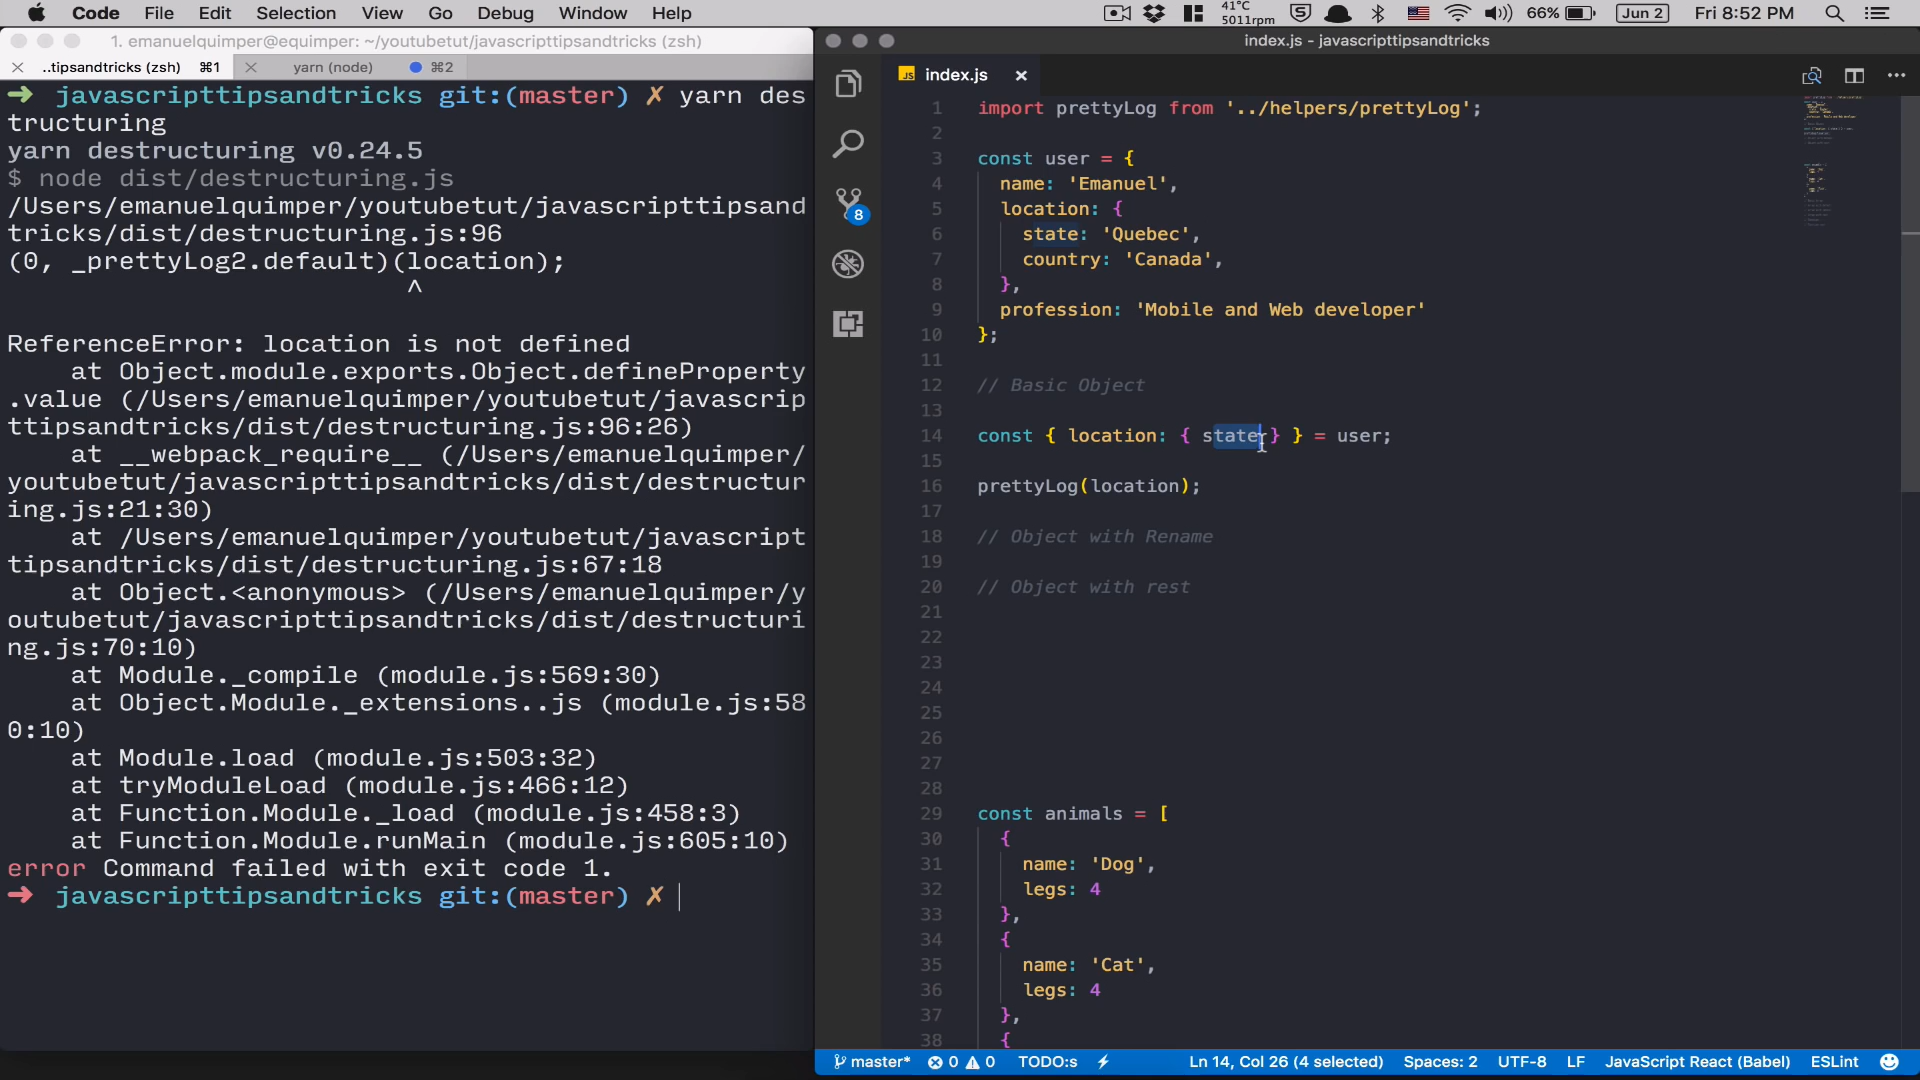 Code File Edit Selection View Go Debug Window Help
41°C
5011rpm
66%
Jun 2
Fri 8:52 PM
1. emanuelquimper@equimper: ~/youtubetut/javascripttipsandtricks (zsh)
..tipsandtricks (zsh) ⌘1
yarn (node) ⌘2
➜ javascripttipsandtricks git:(master) ✗ yarn des
tructuring
yarn destructuring v0.24.5
$ node dist/destructuring.js
/Users/emanuelquimper/youtubetut/javascripttipsand
tricks/dist/destructuring.js:96
(0, _prettyLog2.default)(location);
^
ReferenceError: location is not defined
at Object.module.exports.Object.defineProperty
.value (/Users/emanuelquimper/youtubetut/javascrip
ttipsandtricks/dist/destructuring.js:96:26)
at __webpack_require__ (/Users/emanuelquimper/
youtubetut/javascripttipsandtricks/dist/destructur
ing.js:21:30)
at /Users/emanuelquimper/youtubetut/javascript
tipsandtricks/dist/destructuring.js:67:18
at Object.<anonymous> (/Users/emanuelquimper/y
outubetut/javascripttipsandtricks/dist/destructuri
ng.js:70:10)
at Module._compile (module.js:569:30)
at Object.Module._extensions..js (module.js:58
0:10)
at Module.load (module.js:503:32)
at tryModuleLoad (module.js:466:12)
at Function.Module._load (module.js:458:3)
at Function.Module.runMain (module.js:605:10)
error Command failed with exit code 1.
➜ javascripttipsandtricks git:(master) ✗
index.js - javascripttipsandtricks
JS index.js
8
1 import prettyLog from '../helpers/prettyLog';
2
3 const user = {
4 name: 'Emanuel',
5 location: {
6 state: 'Quebec',
7 country: 'Canada',
8 },
9 profession: 'Mobile and Web developer'
10 };
11
12 // Basic Object
13
14 const { location: { state } } = user;
15
16 prettyLog(location);
17
18 // Object with Rename
19
20 // Object with rest
21
22
23
24
25
26
27
28
29 const animals = [
30 {
31 name: 'Dog',
32 legs: 4
33 },
34 {
35 name: 'Cat',
36 legs: 4
37 },
38 {
master* 0 0 TODO:s Ln 14, Col 26 (4 selected) Spaces: 2 UTF-8 LF JavaScript React (Babel) ESLint